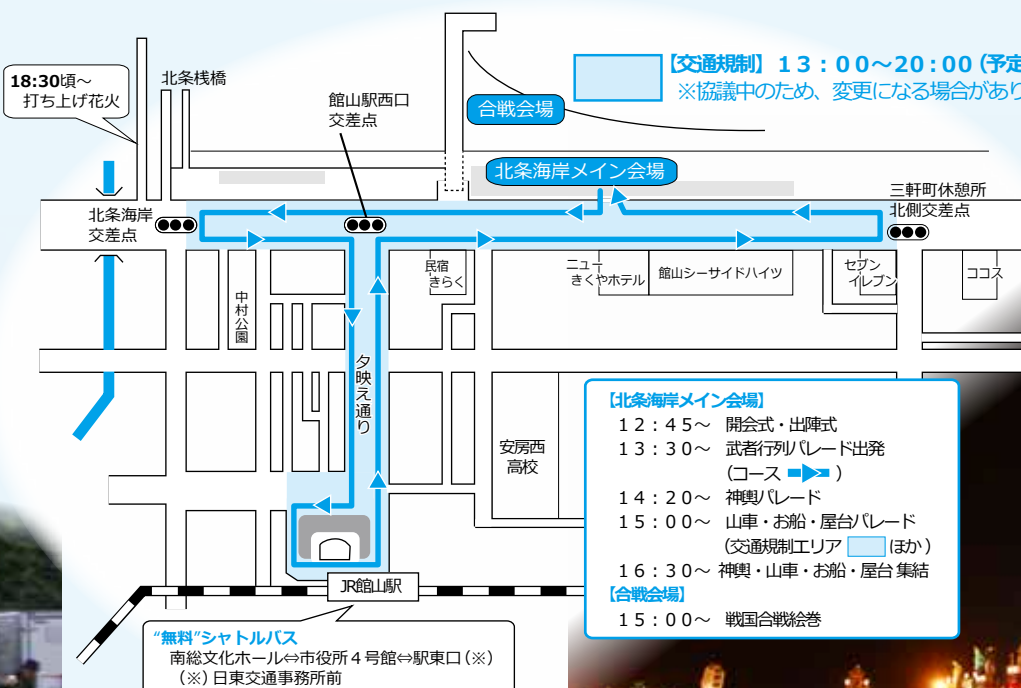 18:30頃～
打ち上げ花火
北条桟橋
館山駅西口
交差点
合戦会場
【交通規制】13：00～20：00（予定
※協議中のため、変更になる場合があり
北条海岸メイン会場
三軒町休憩所
北側交差点
北条海岸
交差点
中村公園
民宿
きらく
ニュー
きくやホテル
館山シーサイドハイツ
セブン
イレブン
ココス
夕映え通り
安房西
高校
JR館山駅
【北条海岸メイン会場】
12：45～ 開会式・出陣式
13：30～ 武者行列パレード出発
（コース ）
14：20～ 神輿パレード
15：00～ 山車・お船・屋台パレード
（交通規制エリア ほか）
16：30～ 神輿・山車・お船・屋台 集結
【合戦会場】
15：00～ 戦国合戦絵巻
“無料”シャトルバス
南総文化ホール⇔市役所４号館⇔駅東口（※）
（※）日東交通事務所前